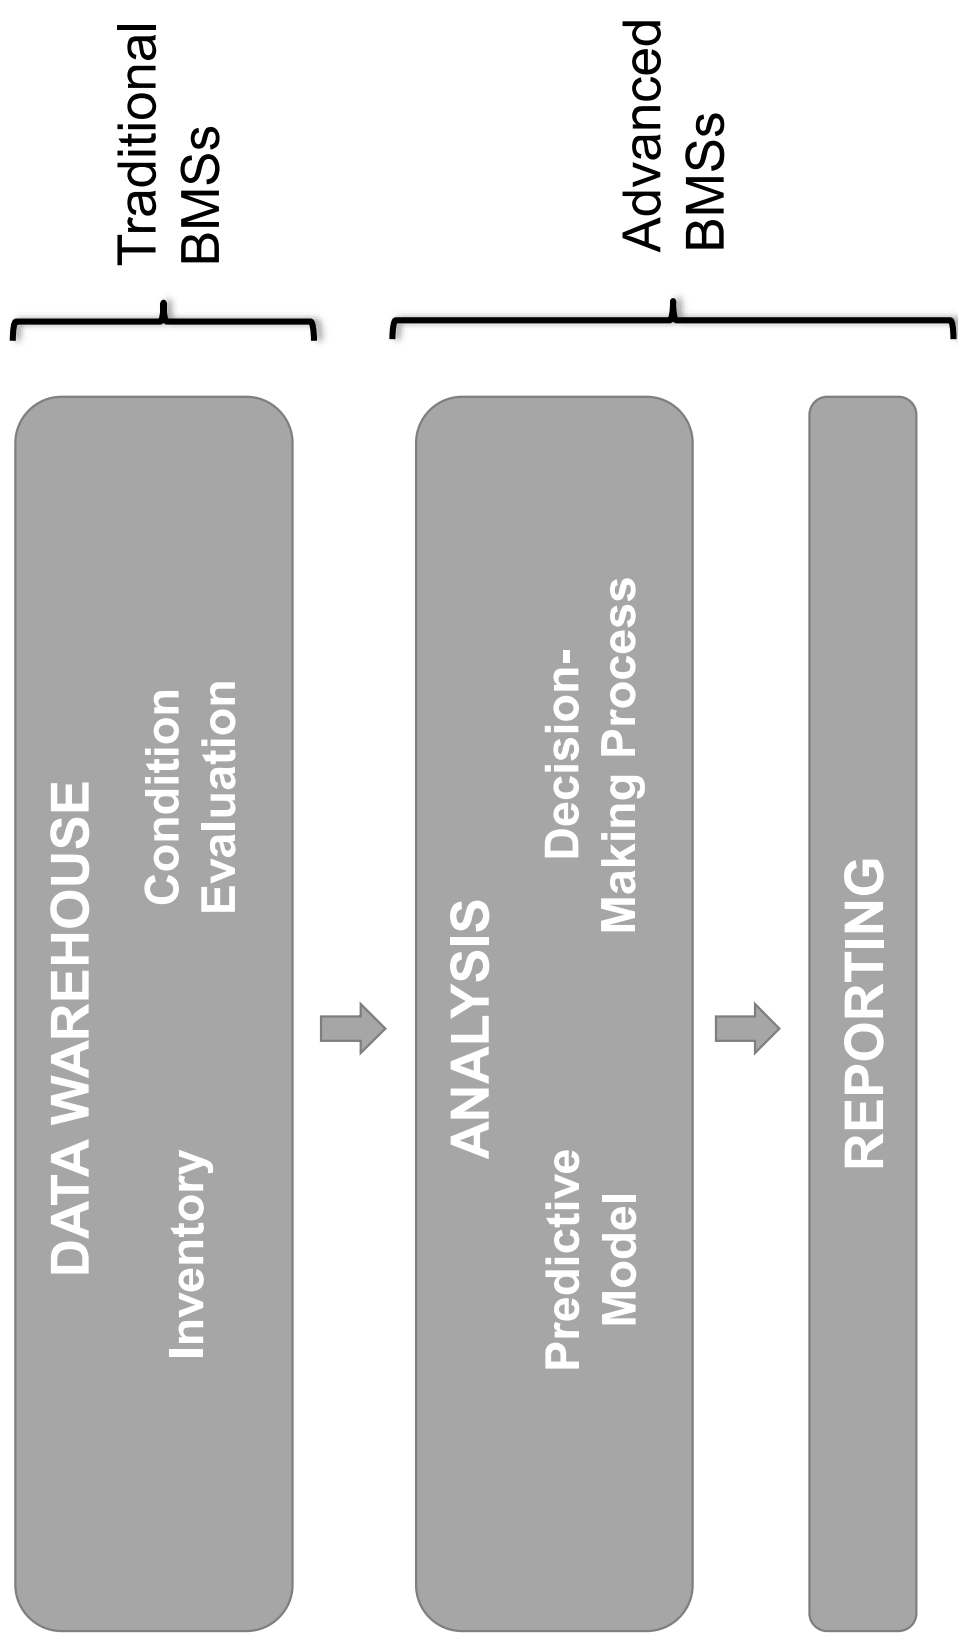 DATA WAREHOUSE
Inventory
Condition
Evaluation
Traditional
BMSs
ANALYSIS
Predictive
Model
Decision-
Making Process
REPORTING
Advanced
BMSs